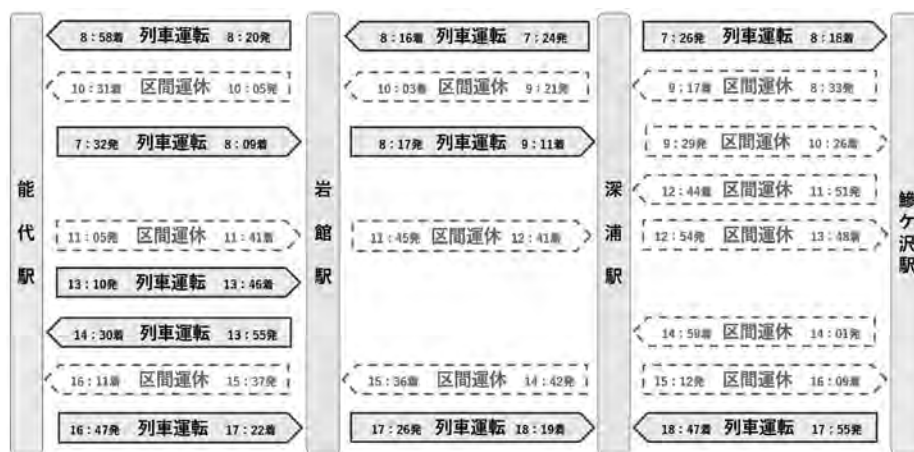 8：58着 列車運転 8：20発
8：16着 列車運転 7：24発
7：26発 列車運転 8：18着
10：31着 区間運休 10：05発
10：03着 区間運休 9：21発
9：17着 区間運休 8：33発
7：32発 列車運転 8：09着
8：17発 列車運転 9：11着
9：29発 区間運休 10：26着
12：44着 区間運休 11：51発
11：05発 区間運休 11：41着
11：45発 区間運休 12：41着
12：54発 区間運休 13：48着
13：10発 列車運転 13：46着
14：30着 列車運転 13：55発
14：59着 区間運休 14：01発
16：11着 区間運休 15：37発
15：36着 区間運休 14：42発
15：12発 区間運休 16：09着
16：47発 列車運転 17：22着
17：26発 列車運転 18：19着
18：47着 列車運転 17：55発
能代駅
岩館駅
深浦駅
鰺ケ沢駅